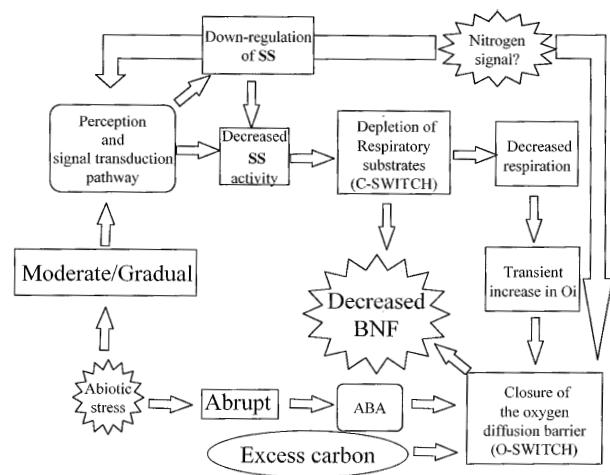 Down-regulation
of SS
Nitrogen
signal?
Perception
and
signal transduction
pathway
Decreased
SS
activity
Depletion of
Respiratory
substrates
(C-SWITCH)
Decreased
respiration
Moderate/Gradual
Decreased
BNF
Transient
increase in Oi
Abiotic
stress
Abrupt
ABA
Closure of
the oxygen
diffusion barrier
(O-SWITCH)
Excess carbon